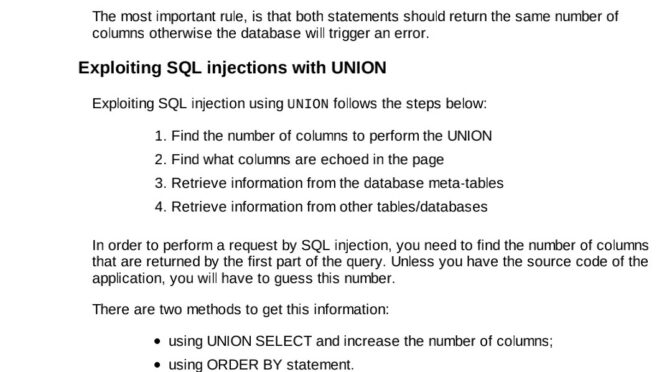 The most important rule, is that both statements should return the same number of
columns otherwise the database will trigger an error.
Exploiting SQL injections with UNION
Exploiting SQL injection using UNION follows the steps below:
1. Find the number of columns to perform the UNION
2. Find what columns are echoed in the page
3. Retrieve information from the database meta-tables
4. Retrieve information from other tables/databases
In order to perform a request by SQL injection, you need to find the number of columns
that are returned by the first part of the query. Unless you have the source code of the
application, you will have to guess this number.
There are two methods to get this information:
• using UNION SELECT and increase the number of columns;
• using ORDER BY statement.